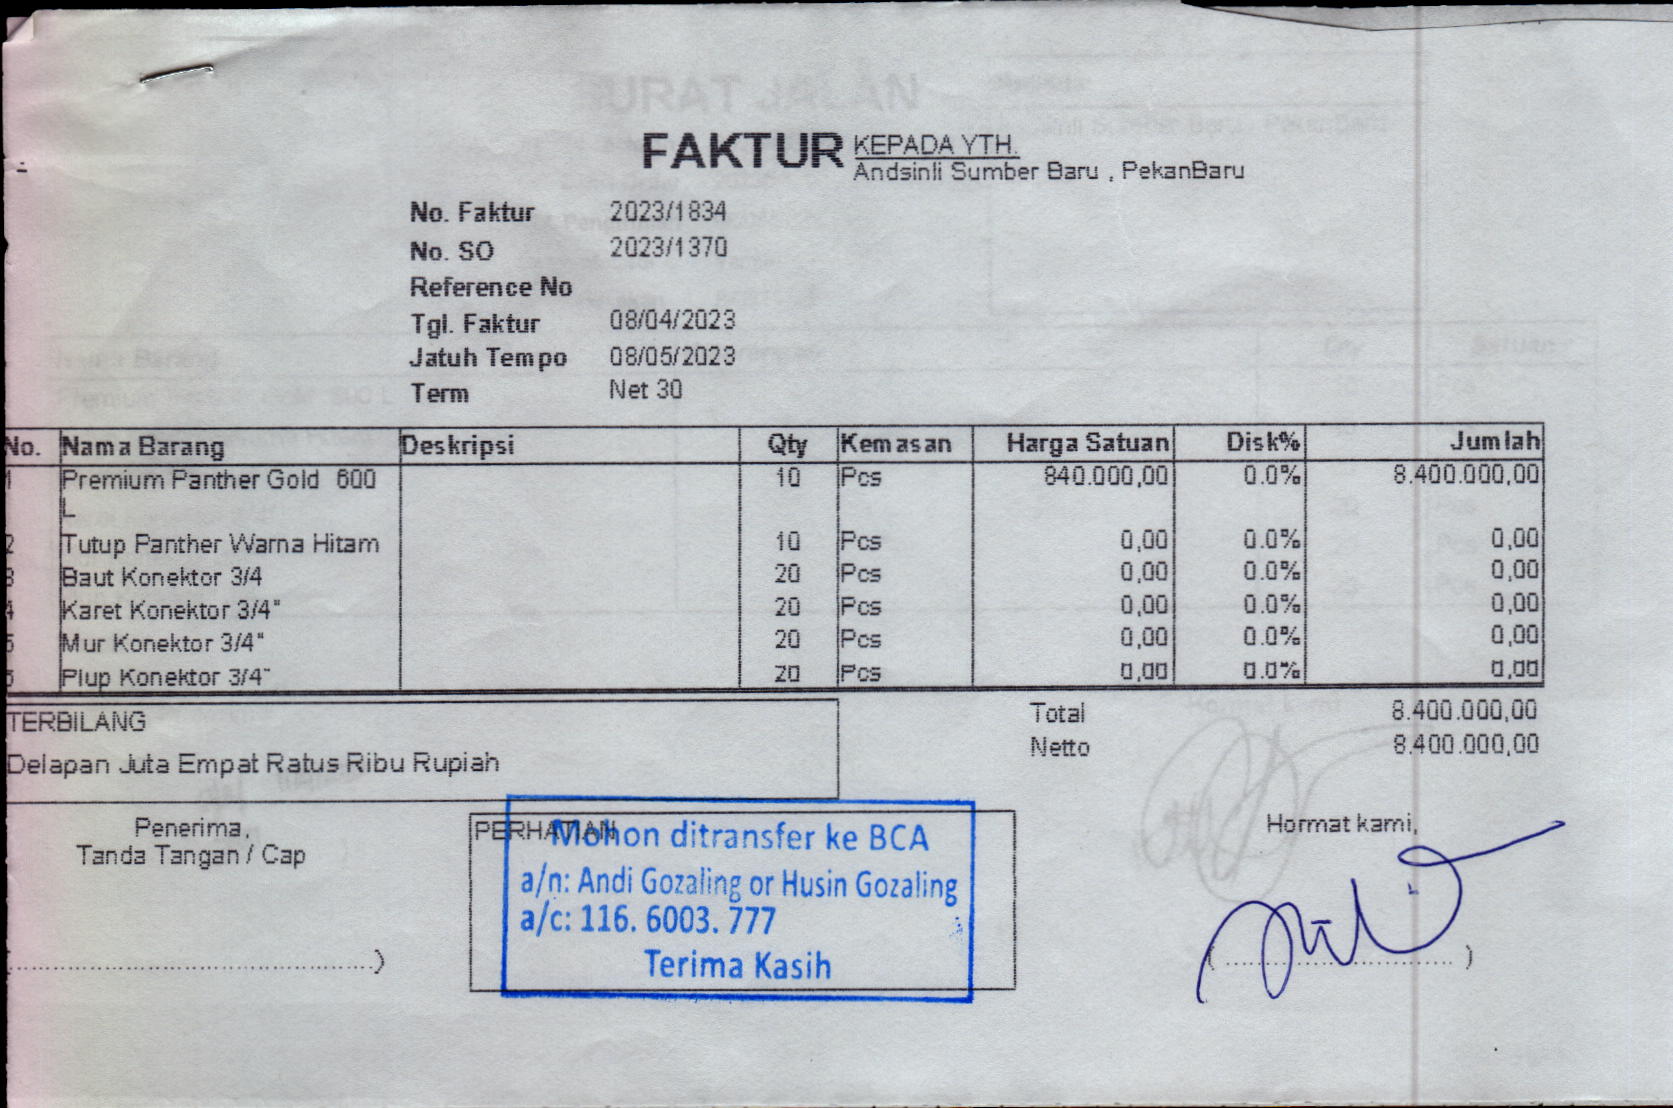 FAKTUR
KEPADA YTH.
Andsinli Sumber Baru , PekanBaru
No. Faktur 2023/1834
No. SO 2023/1370
Reference No
Tgl. Faktur 08/04/2023
Jatuh Tempo 08/05/2023
Term Net 30
No. Nama Barang Deskripsi Qty Kemasan Harga Satuan Disk% Jumlah
1 Premium Panther Gold 600 10 Pcs 840.000,00 0.0% 8.400.000,00
L
2 Tutup Panther Warna Hitam 10 Pcs 0,00 0.0% 0,00
3 Baut Konektor 3/4 20 Pcs 0,00 0.0% 0,00
4 Karet Konektor 3/4" 20 Pcs 0,00 0.0% 0,00
5 Mur Konektor 3/4" 20 Pcs 0,00 0.0% 0,00
6 Plup Konektor 3/4" 20 Pcs 0,00 0.0% 0,00
TERBILANG
Delapan Juta Empat Ratus Ribu Rupiah
Total 8.400.000,00
Netto 8.400.000,00
Penerima,
Tanda Tangan / Cap
PERHATIAN
Mohon ditransfer ke BCA
a/n: Andi Gozaling or Husin Gozaling
a/c: 116. 6003. 777
Terima Kasih
Hormat kami,
SURAT JALAN